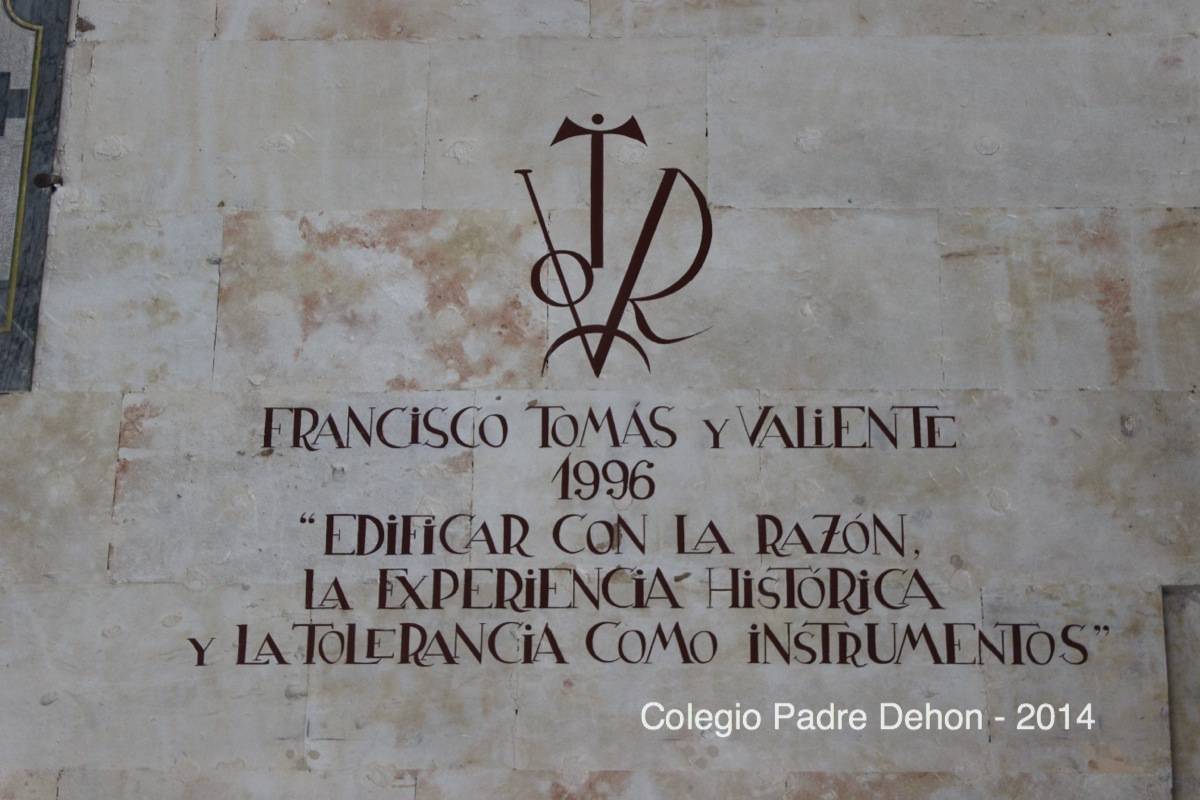 FRANCISCO TOMÁS Y VALIENTE
1996
"EDIFICAR CON LA RAZÓN,
LA EXPERIENCIA HISTÓRICA
Y LA TOLERANCIA COMO INSTRUMENTOS"
Colegio Padre Dehon - 2014